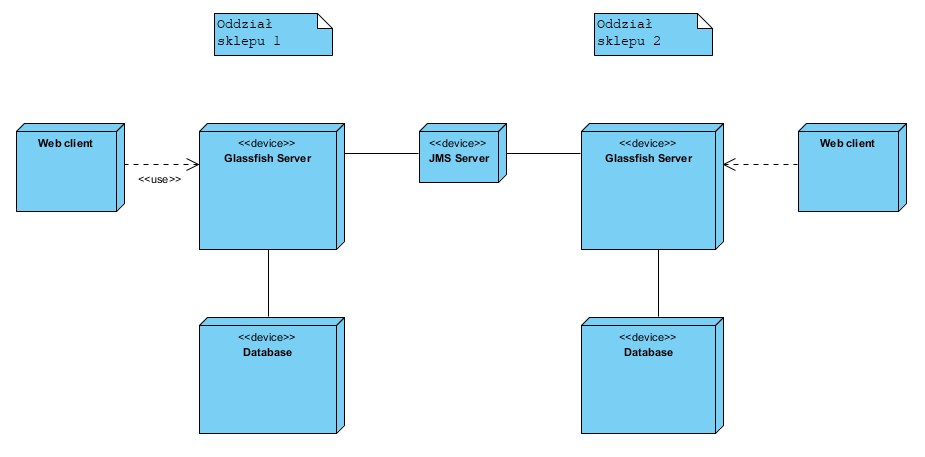 Oddział
sklepu 1
Oddział
sklepu 2
Web client
<<use>>
<<device>>
Glassfish Server
<<device>>
JMS Server
<<device>>
Glassfish Server
Web client
<<device>>
Database
<<device>>
Database